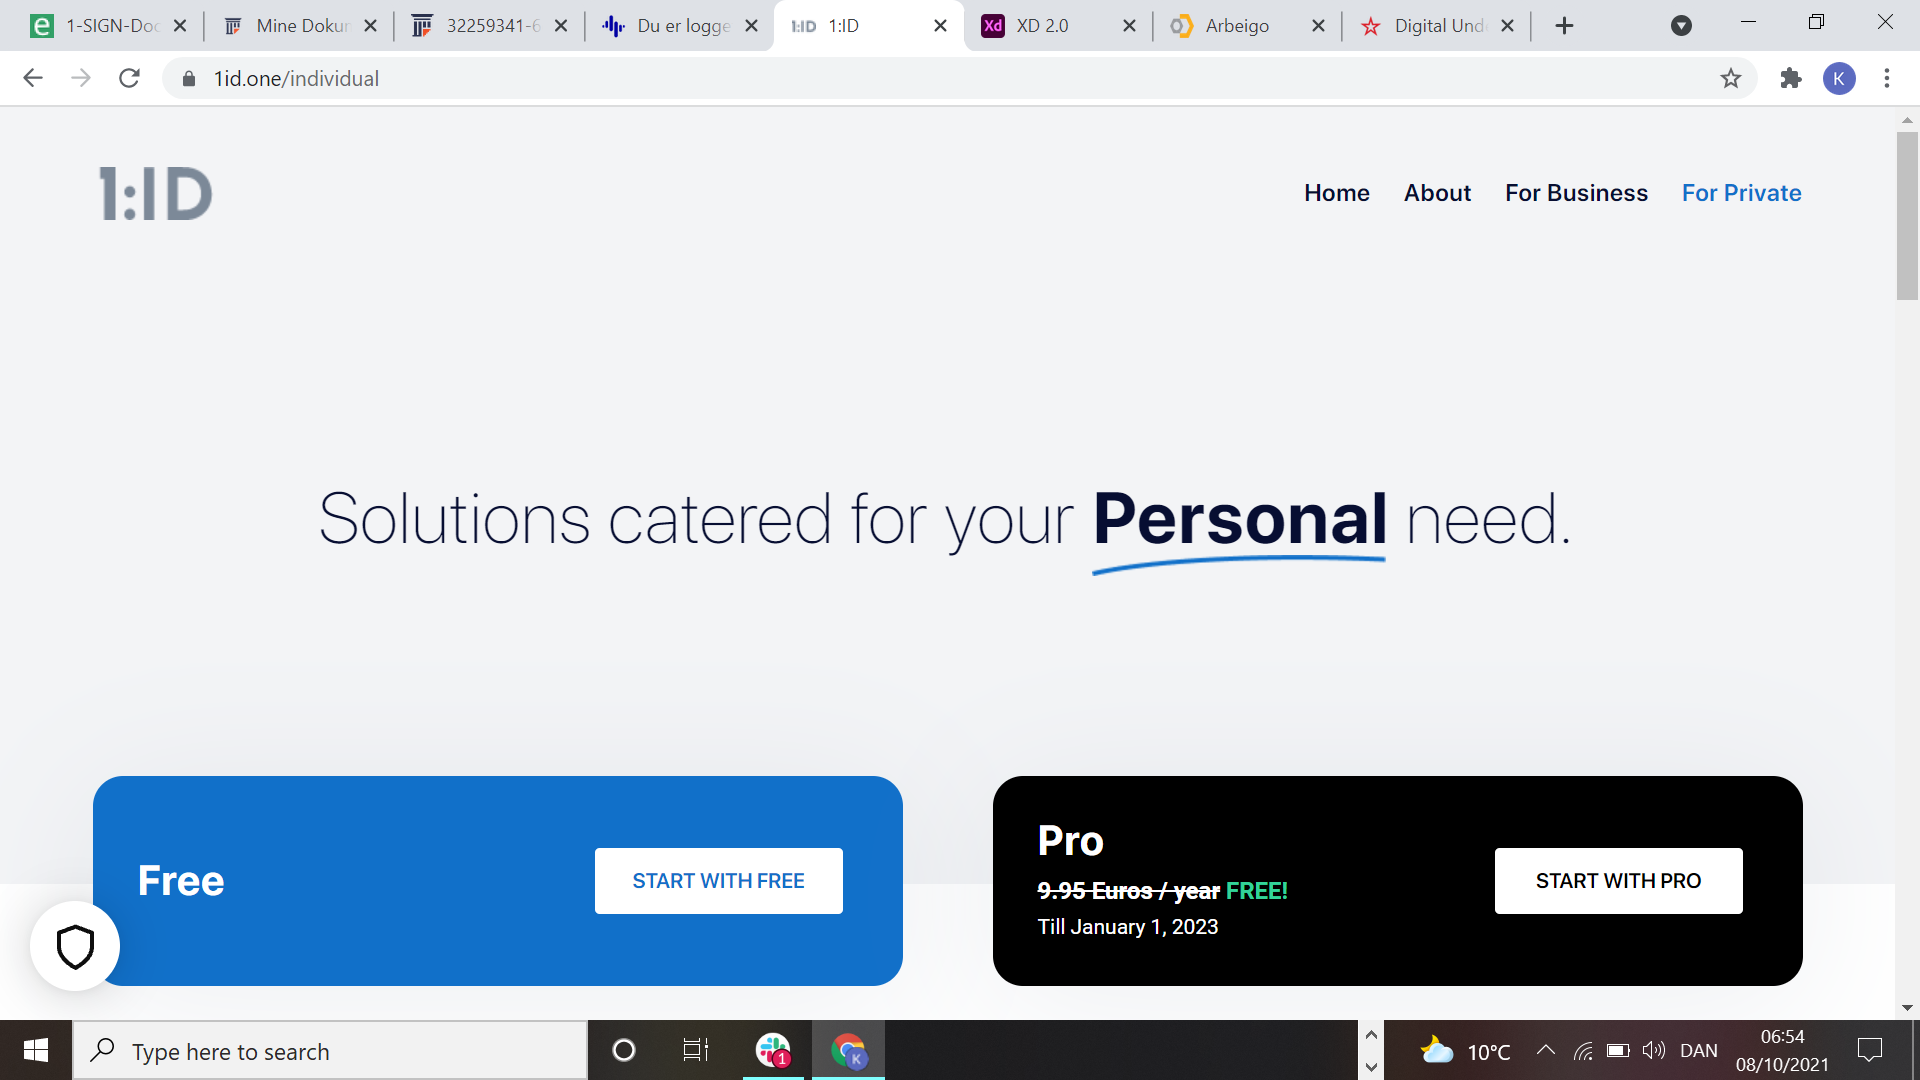 1-SIGN-Doc
Mine Dokun
32259341-6
Du er logge
1:ID
XD 2.0
Arbeigo
Digital Und
1id.one/individual
K
1:ID
Home
About
For Business
For Private
Solutions catered for your Personal need.
Free
START WITH FREE
Pro
9.95 Euros / year FREE!
Till January 1, 2023
START WITH PRO
Type here to search
1
K
10°C
DAN
06:54
08/10/2021